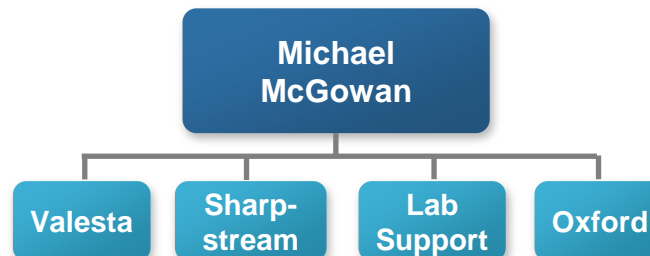 Michael
McGowan
Valesta
Sharp-
stream
Lab
Support
Oxford